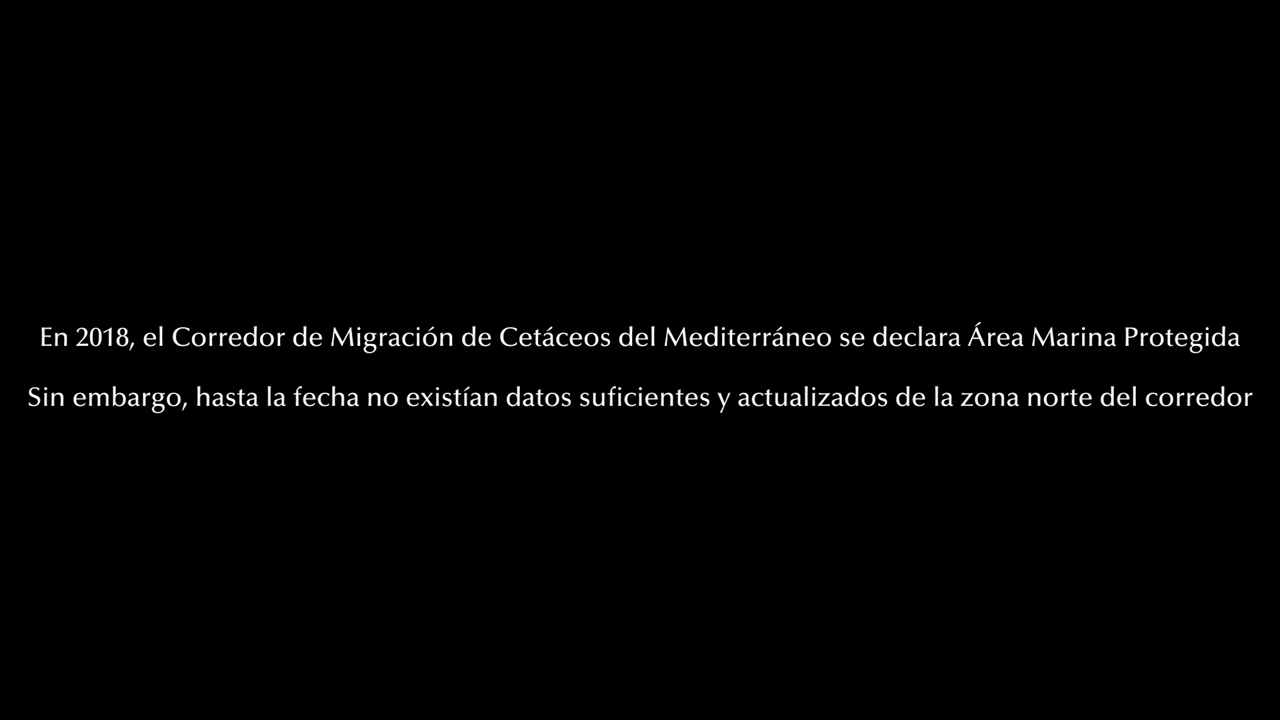 En 2018, el Corredor de Migración de Cetáceos del Mediterráneo se declara Área Marina Protegida
Sin embargo, hasta la fecha no existían datos suficientes y actualizados de la zona norte del corredor